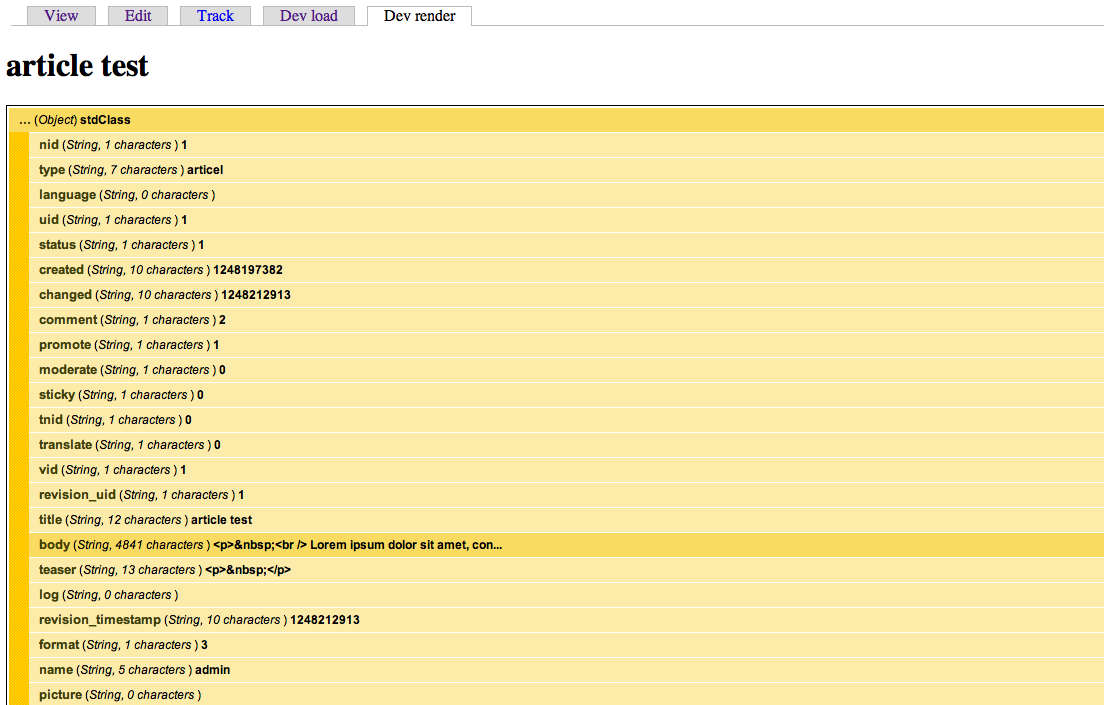 View Edit Track Dev load Dev render
article test
... (Object) stdClass
nid (String, 1 characters ) 1
type (String, 7 characters ) articel
language (String, 0 characters )
uid (String, 1 characters ) 1
status (String, 1 characters ) 1
created (String, 10 characters ) 1248197382
changed (String, 10 characters ) 1248212913
comment (String, 1 characters ) 2
promote (String, 1 characters ) 1
moderate (String, 1 characters ) 0
sticky (String, 1 characters ) 0
tnid (String, 1 characters ) 0
translate (String, 1 characters ) 0
vid (String, 1 characters ) 1
revision_uid (String, 1 characters ) 1
title (String, 12 characters ) article test
body (String, 4841 characters ) <p>&nbsp;<br /> Lorem ipsum dolor sit amet, con...
teaser (String, 13 characters ) <p>&nbsp;</p>
log (String, 0 characters )
revision_timestamp (String, 10 characters ) 1248212913
format (String, 1 characters ) 3
name (String, 5 characters ) admin
picture (String, 0 characters )